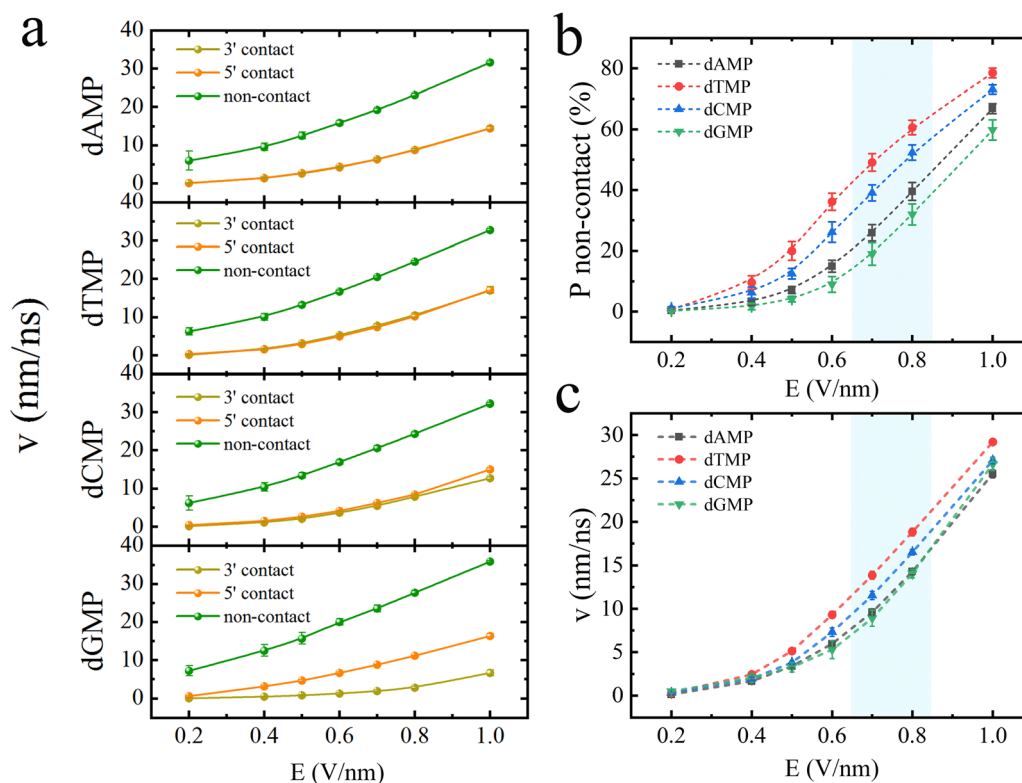 a
v (nm/ns)
dAMP
40
30
20
10
0
3' contact
5' contact
non-contact
dTMP
40
30
20
10
0
3' contact
5' contact
non-contact
dCMP
40
30
20
10
0
3' contact
5' contact
non-contact
dGMP
40
30
20
10
0
3' contact
5' contact
non-contact
0.2 0.4 0.6 0.8 1.0
E (V/nm)
b
P non-contact (%)
80
60
40
20
0
dAMP
dTMP
dCMP
dGMP
0.2 0.4 0.6 0.8 1.0
E (V/nm)
c
v (nm/ns)
30
25
20
15
10
5
0
dAMP
dTMP
dCMP
dGMP
0.2 0.4 0.6 0.8 1.0
E (V/nm)